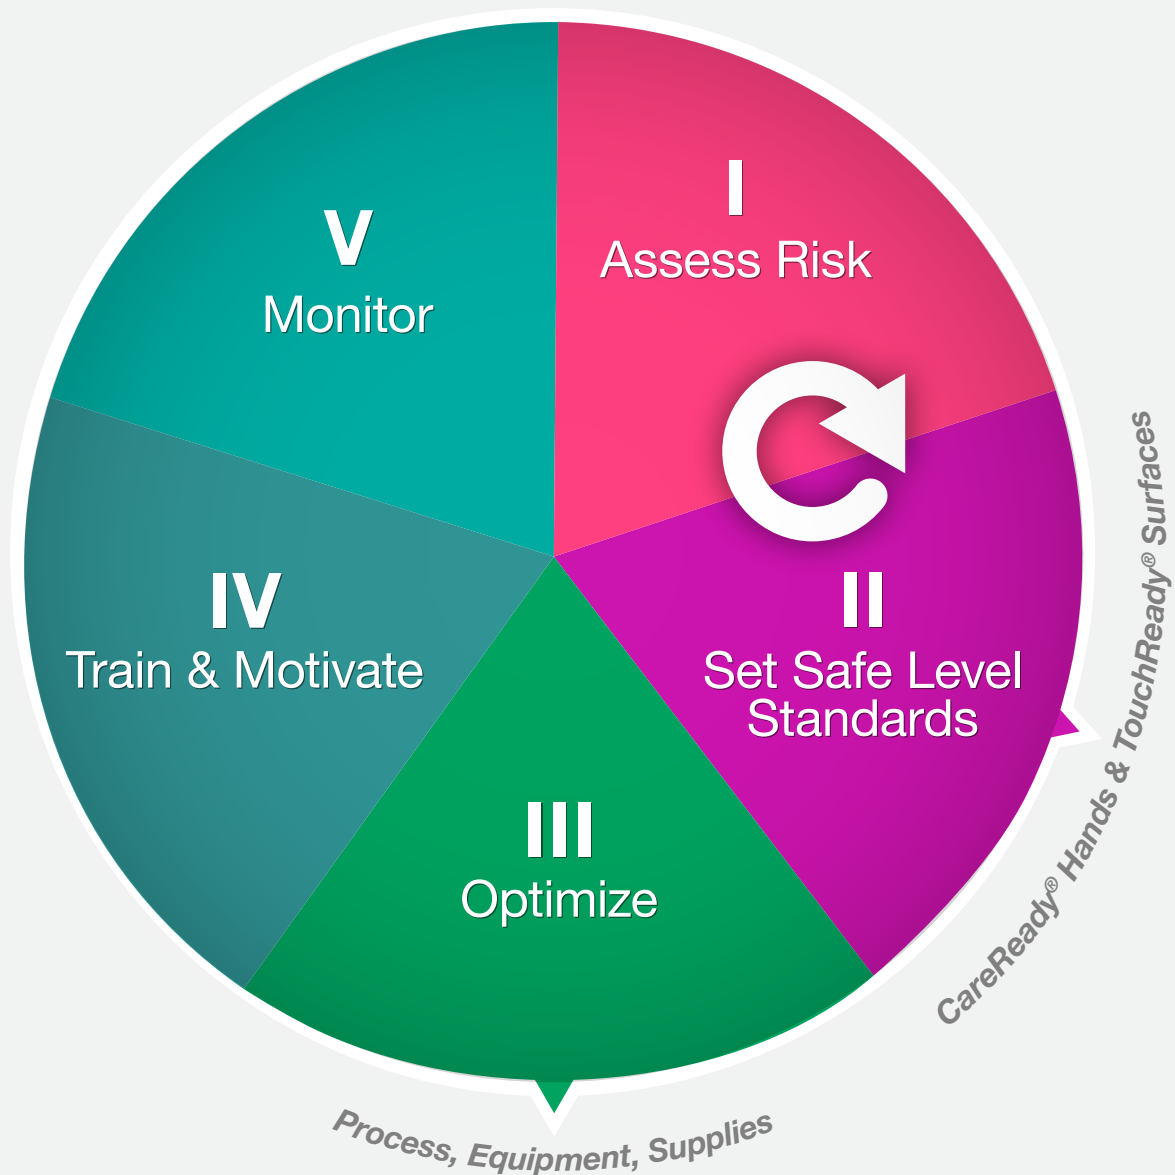 I
Assess Risk
II
Set Safe Level
Standards
CareReady® Hands & TouchReady® Surfaces
III
Optimize
Process, Equipment, Supplies
IV
Train & Motivate
V
Monitor